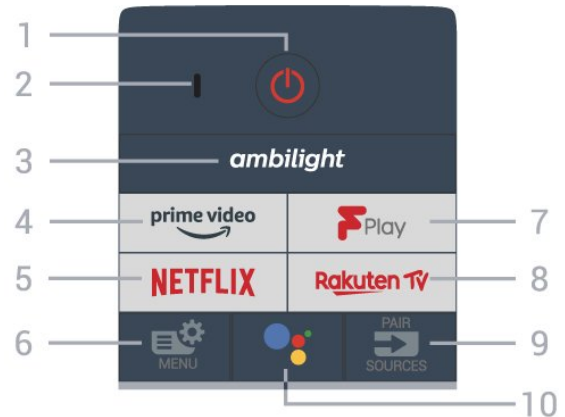 1
2
3
ambilight
4
prime video
F Play
7
5
NETFLIX
Rakuten TV
8
6
MENU
PAIR
SOURCES
9
10